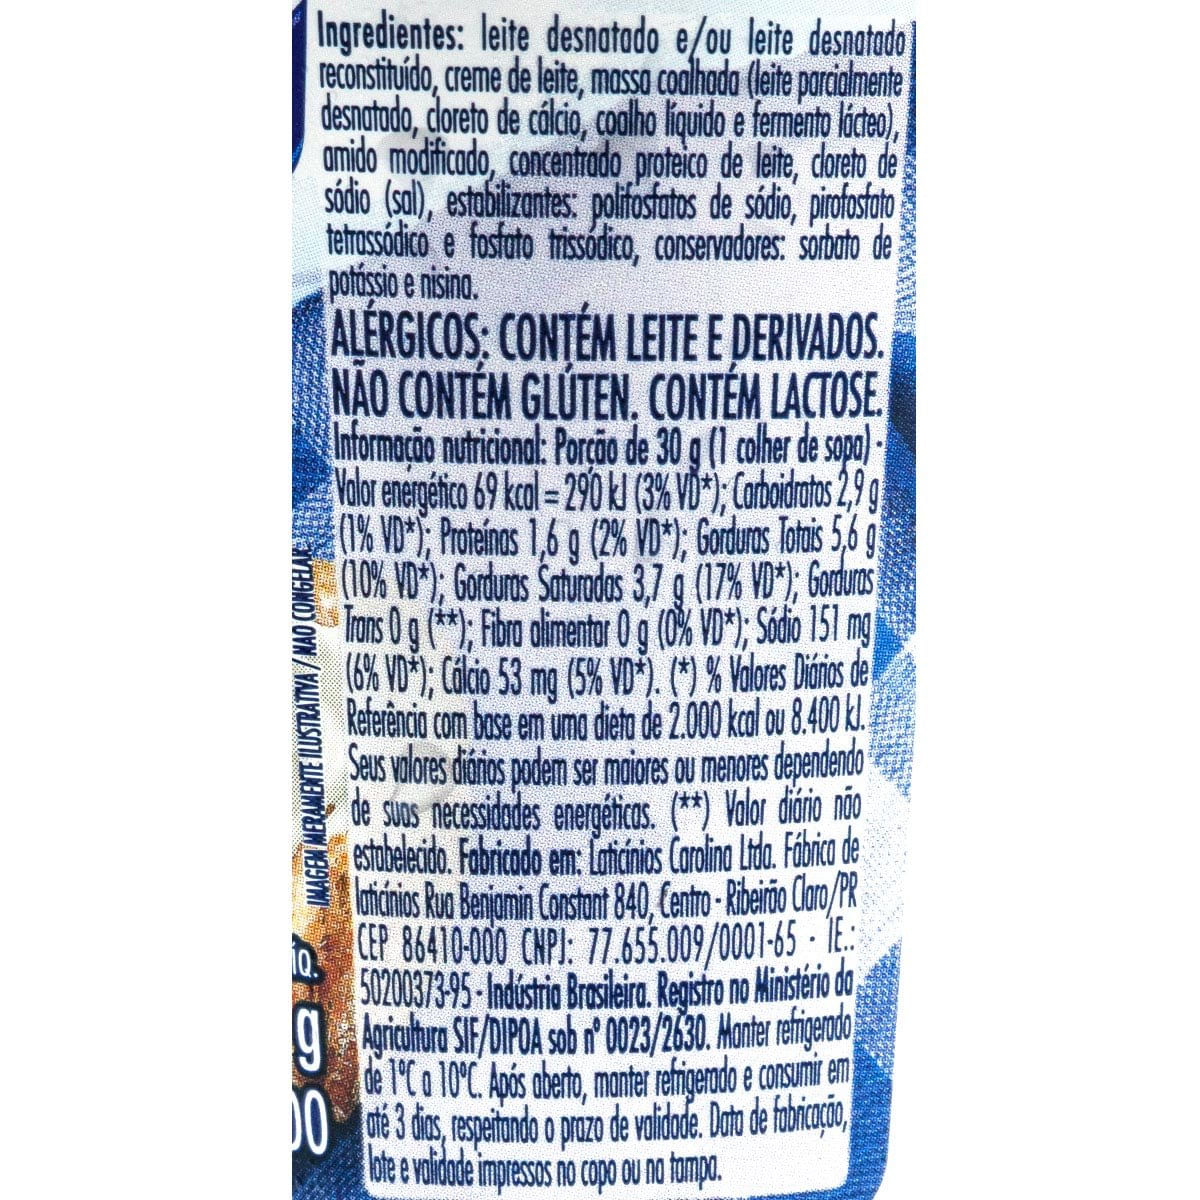 Ingredientes: leite desnatado e/ou leite desnatado
reconstituído, creme de leite, massa coalhada (leite parcialmente
desnatado, cloreto de cálcio, coalho líquido e fermento lácteo),
amido modificado, concentrado proteico de leite, cloreto de
sódio (sal), estabilizantes: polifosfatos de sódio, pirofosfato
tetrassódico e fosfato trissódico, conservadores: sorbato de
potássio e nisina.
ALÉRGICOS: CONTÉM LEITE E DERIVADOS.
NÃO CONTÉM GLÚTEN. CONTÉM LACTOSE.
Informação nutricional: Porção de 30 g (1 colher de sopa) -
Valor energético 69 kcal = 290 kJ (3% VD*); Carboidratos 2,9 g
(1% VD*); Proteínas 1,6 g (2% VD*); Gorduras Totais 5,6 g
(10% VD*); Gorduras Saturadas 3,7 g (17% VD*); Gorduras
Trans 0 g (**); Fibra alimentar 0 g (0% VD*); Sódio 151 mg
(6% VD*); Cálcio 53 mg (5% VD*). (*) % Valores Diários de
Referência com base em uma dieta de 2.000 kcal ou 8.400 kJ.
Seus valores diários podem ser maiores ou menores dependendo
de suas necessidades energéticas. (**) Valor diário não
estabelecido. Fabricado em: Laticínios Carolina Ltda. Fábrica de
laticínios Rua Benjamin Constant 840, Centro - Ribeirão Claro/PR
CEP 86410-000 CNPJ: 77.655.009/0001-65 - IE.:
50200373-95 - Indústria Brasileira. Registro no Ministério da
Agricultura SIF/DIPOA sob nº 0023/2630. Manter refrigerado
de 1°C a 10°C. Após aberto, manter refrigerado e consumir em
até 3 dias, respeitando o prazo de validade. Data de fabricação,
lote e validade impressos no copo ou na tampa.
IMAGEM MERAMENTE ILUSTRATIVA / NÃO CONGELAR.
IQ.
g
00